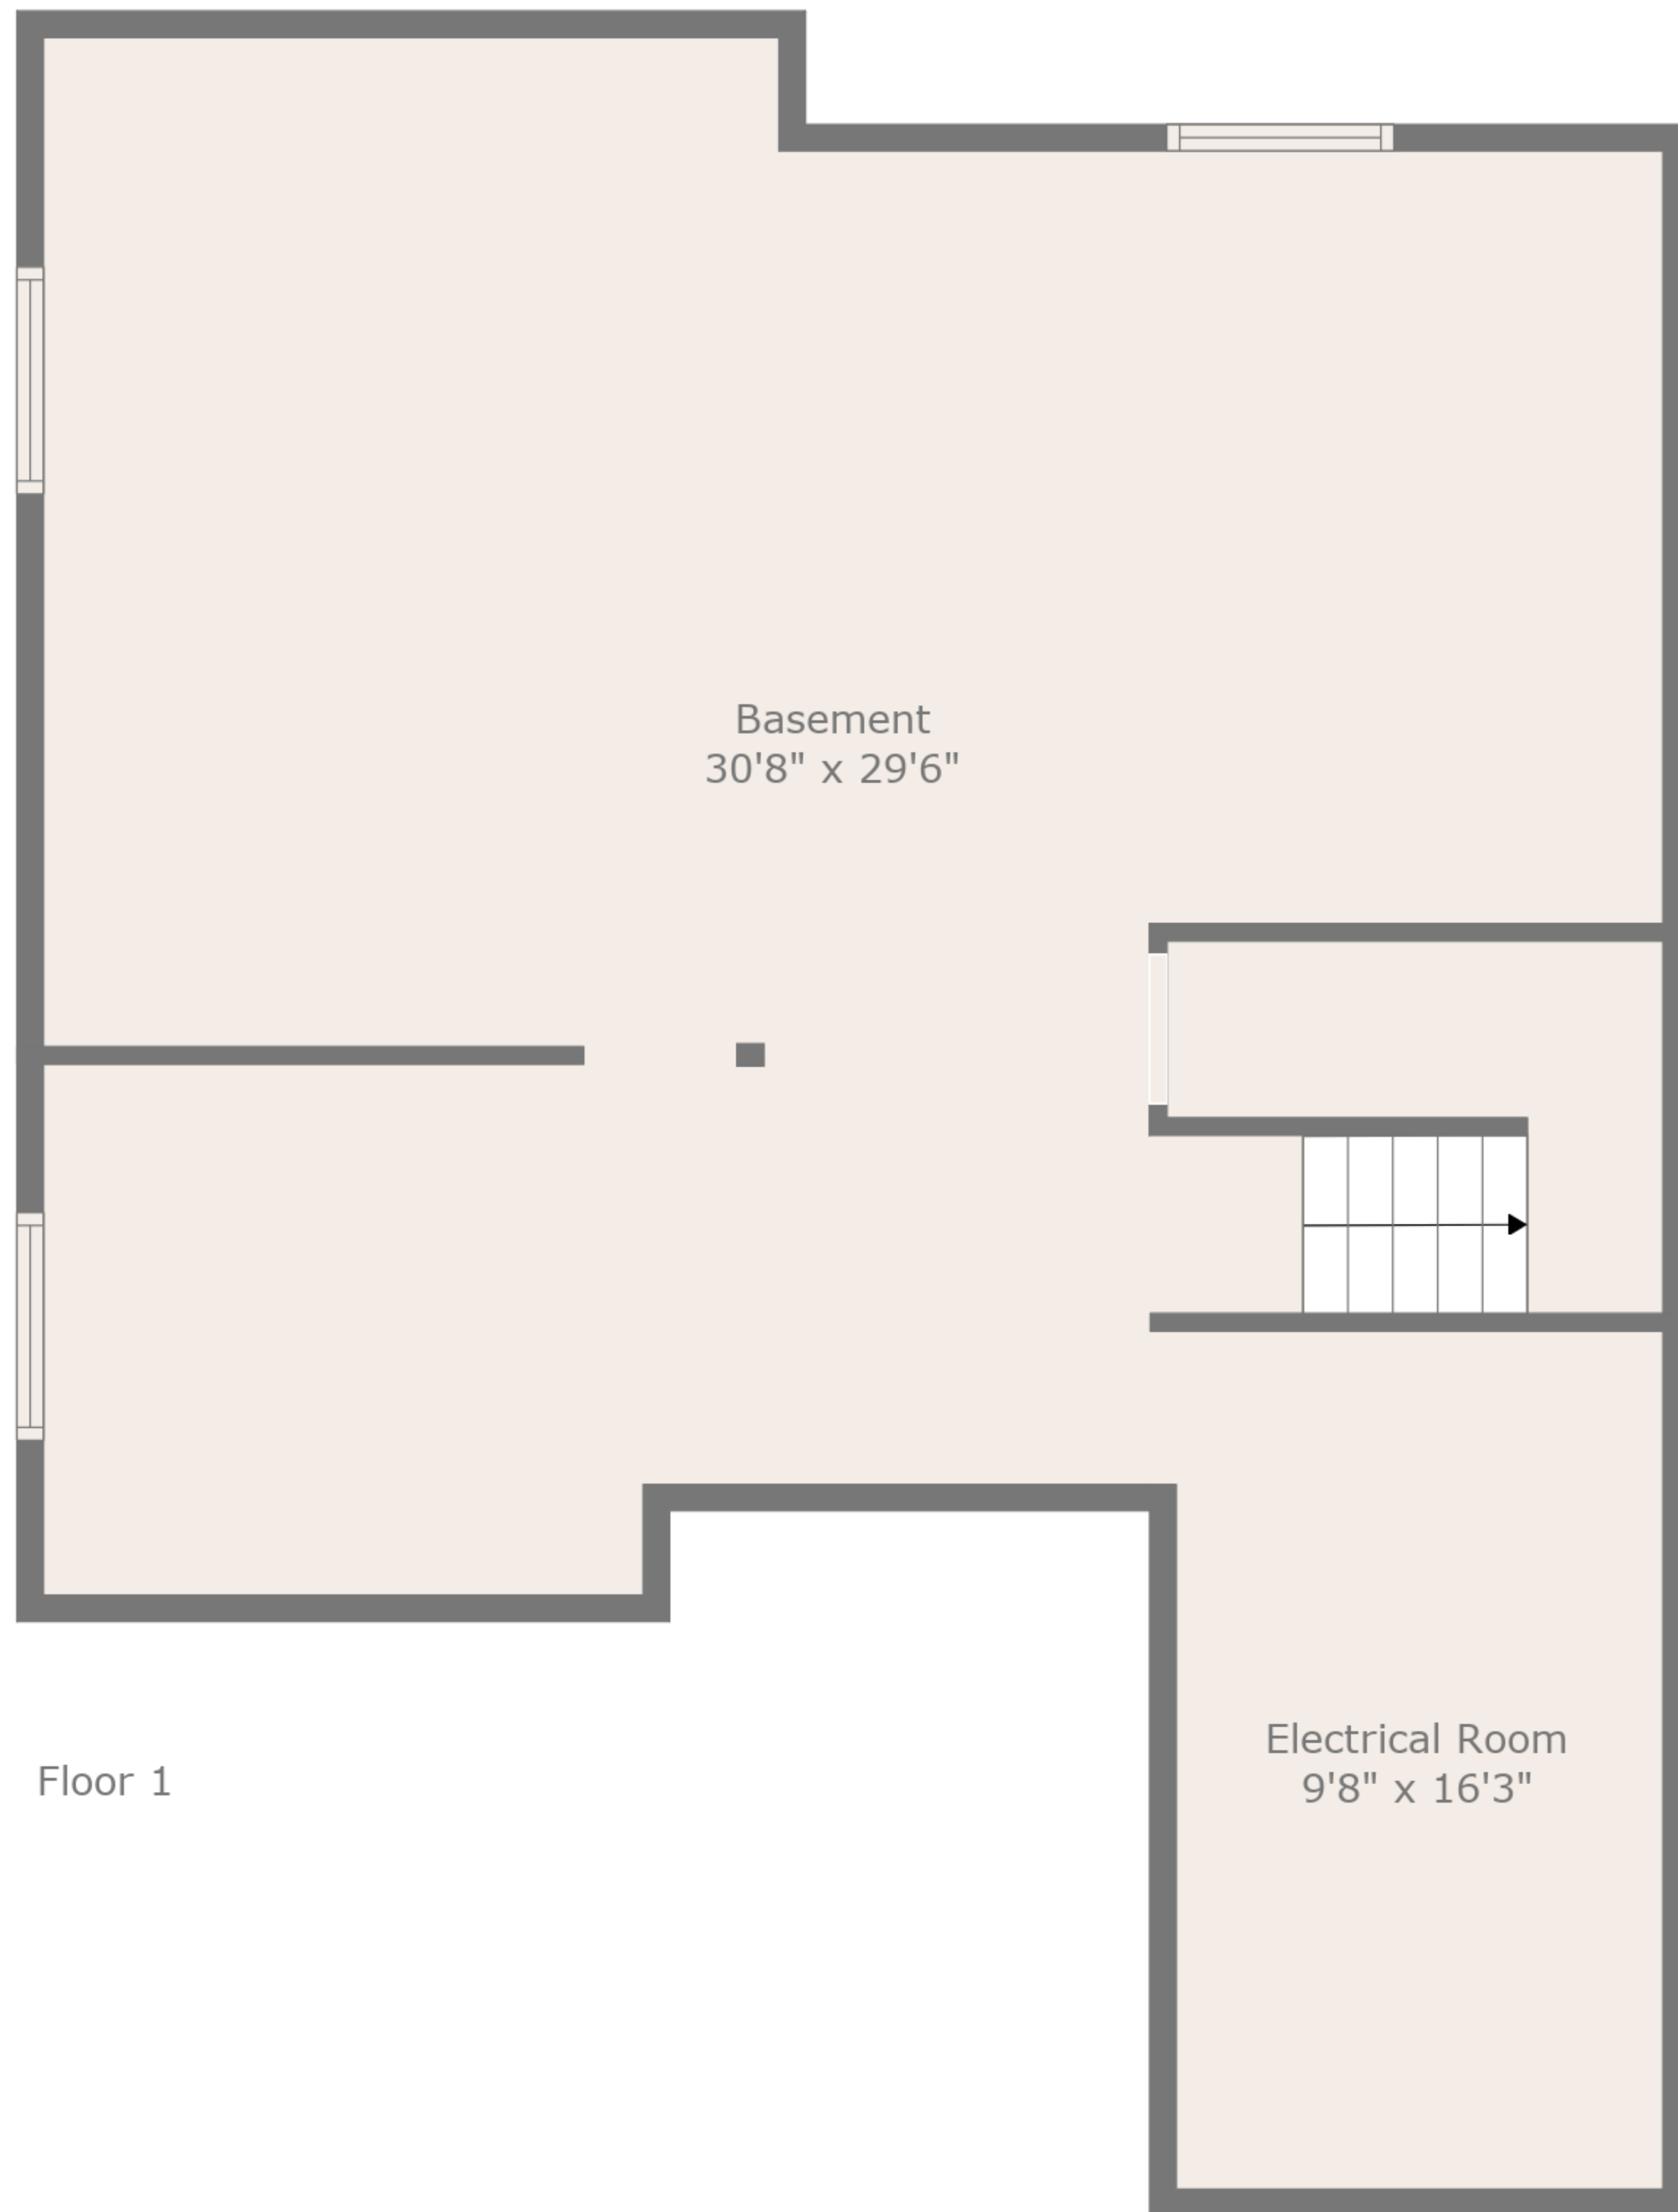 Basement
30'8" x 29'6"
Electrical Room
9'8" x 16'3"
Floor 1